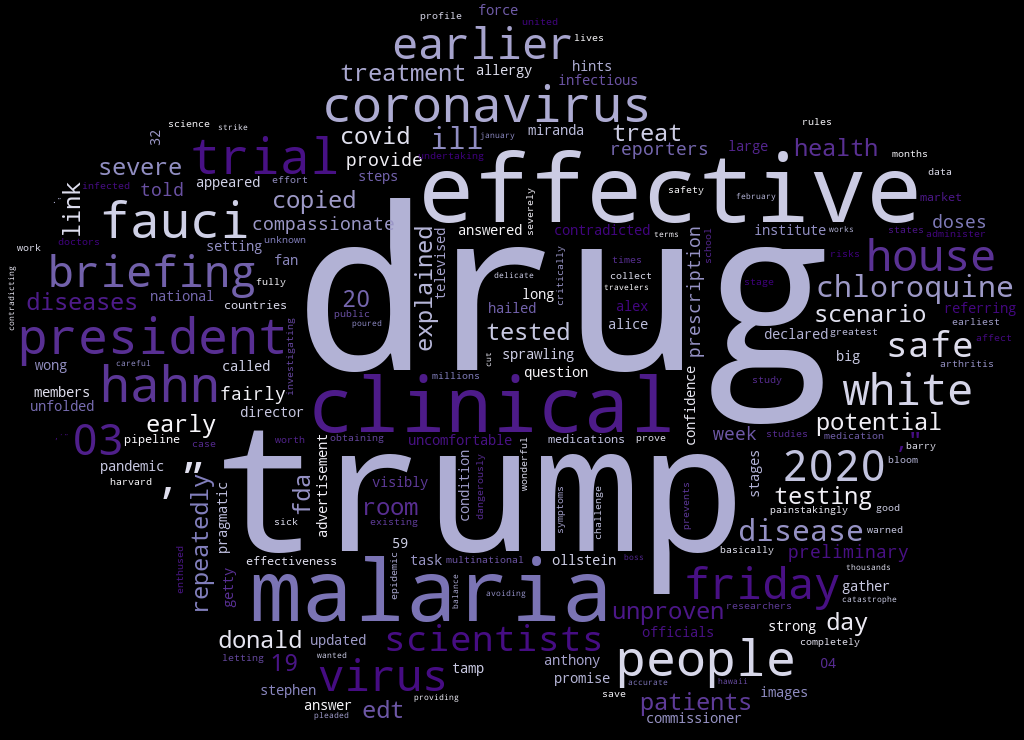 profile
force
united
earlier
lives
treatment
allergy
hints
infectious
coronavirus
science
strike
32
covid
ill
january
miranda
treat
rules
severe
trial
provide
undertaking
reporters
large
health
months
infected
told
appeared
effort
steps
effective
safety
february
data
link
fauci
copied
compassionate
severely
market
doctors
setting
unknown
explained
televised
answered
contradicted
terms
prescription
school
institute
works
states
administer
doses
work
contradicting
briefing
fan
fully
drug
delicate
critically
times
collect
travelers
risks
house
diseases
national
countries
20
public
poured
long
hailed
alex
alice
stage
chloroquine
scenario
referring
earliest
president
investigating
tested
sprawling
question
cut
declared
greatest
affect
safe
arthritis
wong
careful
called
millions
big
study
members
unfolded
hahn
fairly
director
clinical
confidence
white
early
03
pipeline
case
worth
obtaining
uncomfortable
medications
prove
week
studies
medication
potential
,"
barry
pandemic
harvard
,”
trump
stages
2020
bloom
testing
good
painstakingly
warned
repeatedly
pragmatic
fda
sick
advertisement
visibly
room
existing
condition
dangerously
wonderful
symptoms
challenge
prevents
disease
basically
preliminary
thousands
enthused
getty
effectiveness
59
epidemic
task
multinational
ollstein
boss
malaria
balance
avoiding
friday
gather
catastrophe
unproven
researchers
strong
day
donald
updated
scientists
officials
completely
letting
19
wanted
virus
tamp
anthony
promise
people
04
stephen
answer
pleaded
edt
providing
save
accurate
hawaii
patients
images
commissioner